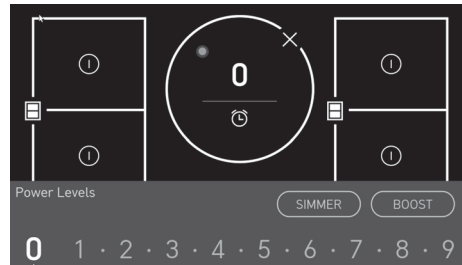 0
Power Levels
SIMMER
BOOST
0 1 · 2 · 3 · 4 · 5 · 6 · 7 · 8 · 9